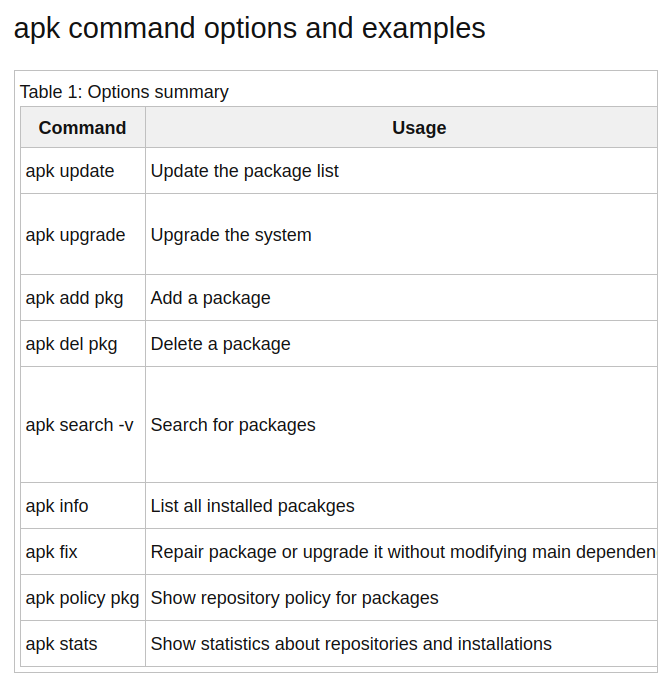 apk command options and examples
Table 1: Options summary
Command Usage
apk update Update the package list
apk upgrade Upgrade the system
apk add pkg Add a package
apk del pkg Delete a package
apk search -v Search for packages
apk info List all installed pacakges
apk fix Repair package or upgrade it without modifying main dependen
apk policy pkg Show repository policy for packages
apk stats Show statistics about repositories and installations